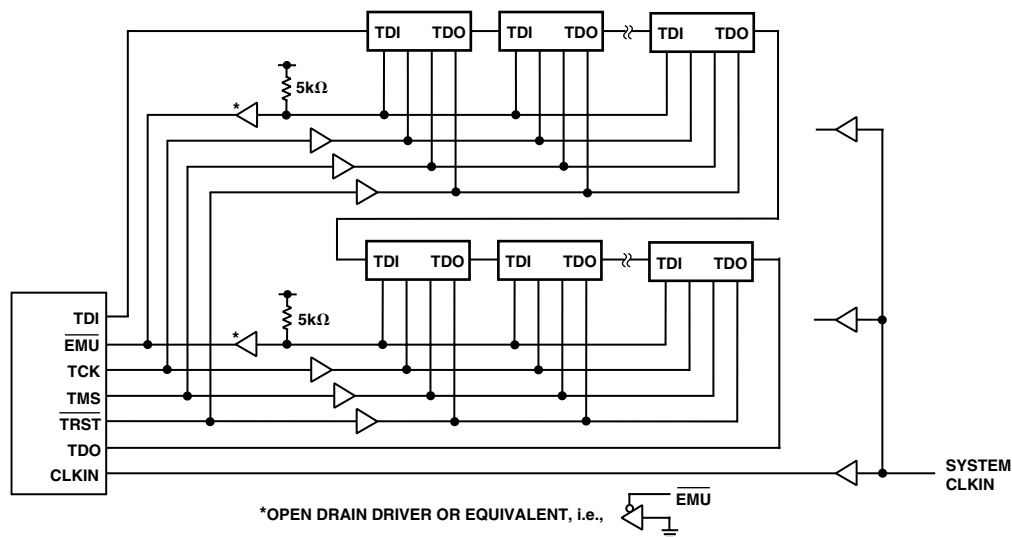 TDI TDO TDI TDO TDI TDO
5kΩ
*
TDI TDO TDI TDO TDI TDO
5kΩ
*
TDI
EMU
TCK
TMS
TRST
TDO
CLKIN
SYSTEM
CLKIN
*OPEN DRAIN DRIVER OR EQUIVALENT, i.e.,
EMU